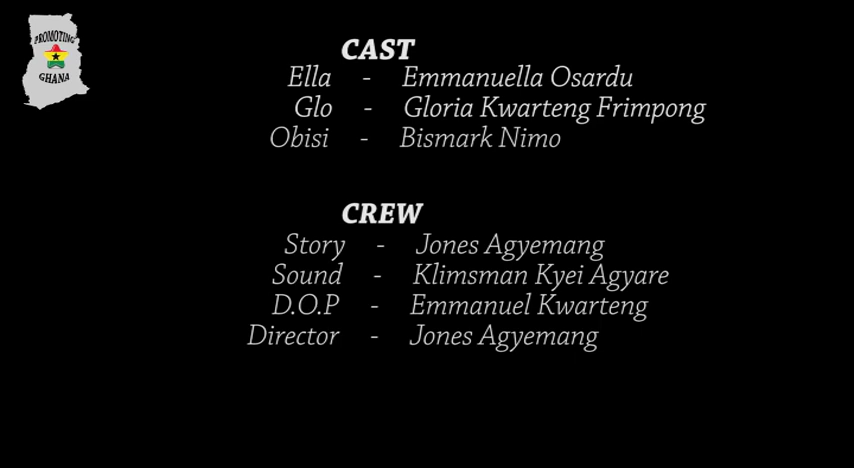 PROMOTING
GHANA
CAST
Ella - Emmanuella Osardu
Glo - Gloria Kwarteng Frimpong
Obisi - Bismark Nimo
CREW
Story - Jones Agyemang
Sound - Klimsman Kyei Agyare
D.O.P - Emmanuel Kwarteng
Director - Jones Agyemang